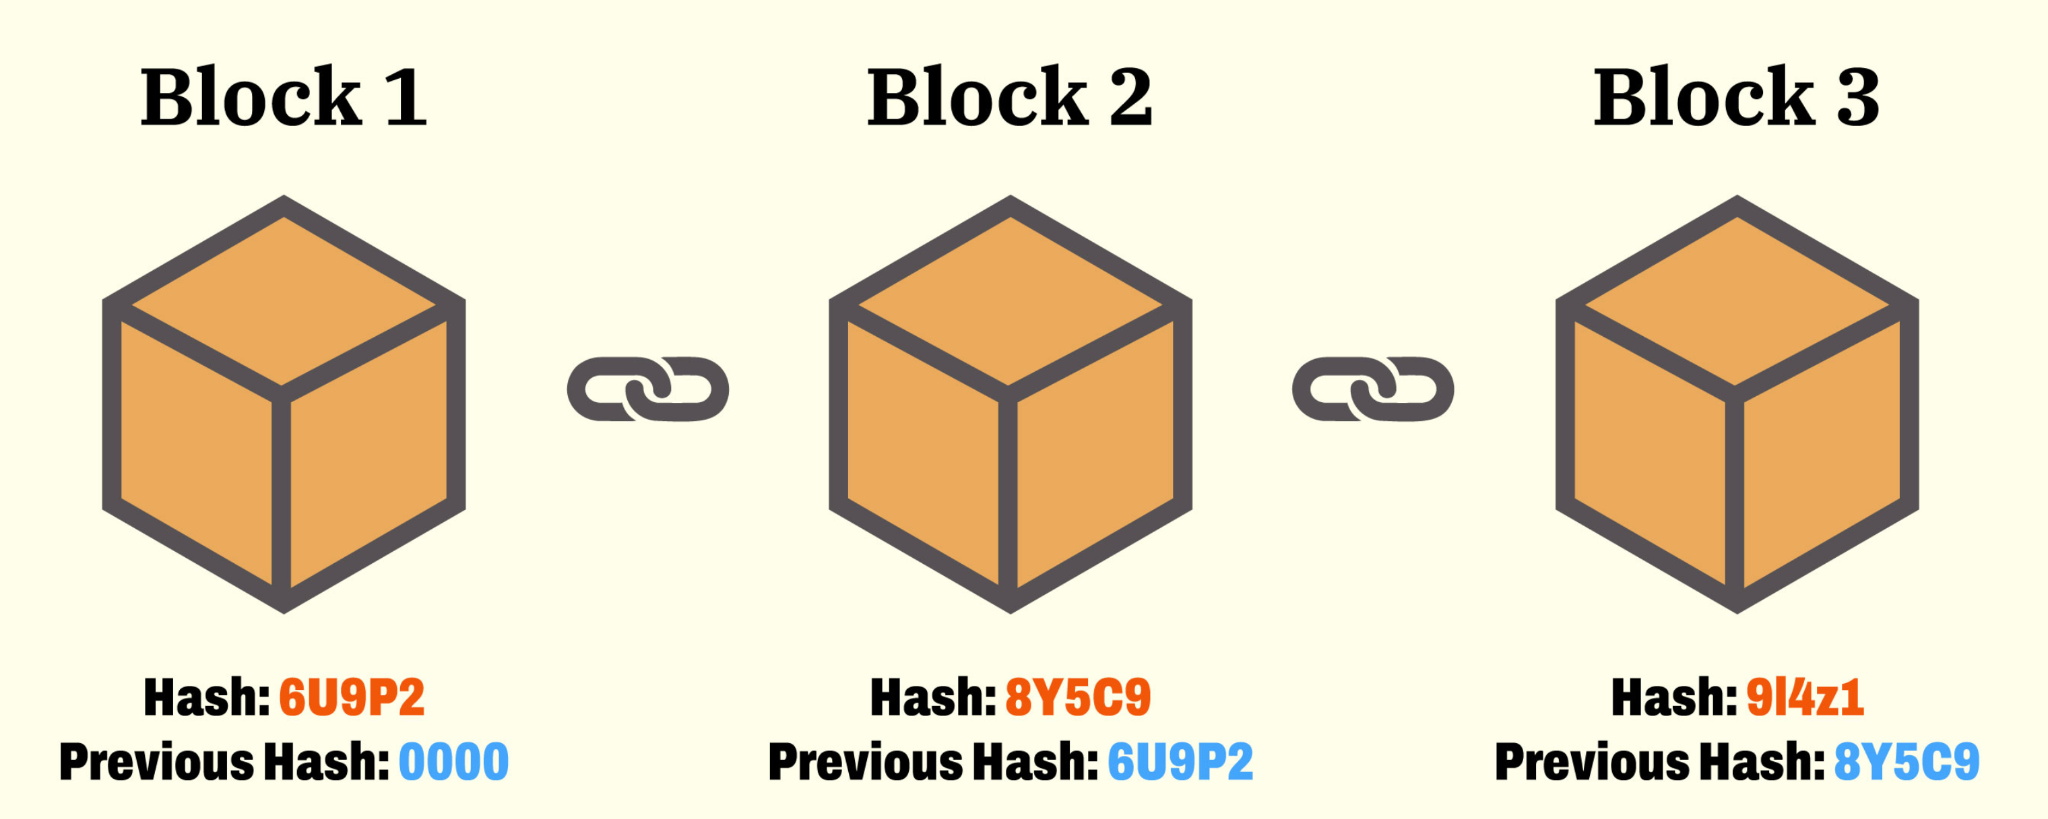 Block 1
Block 2
Block 3
Hash: 6U9P2
Previous Hash: 0000
Hash: 8Y5C9
Previous Hash: 6U9P2
Hash: 9l4z1
Previous Hash: 8Y5C9